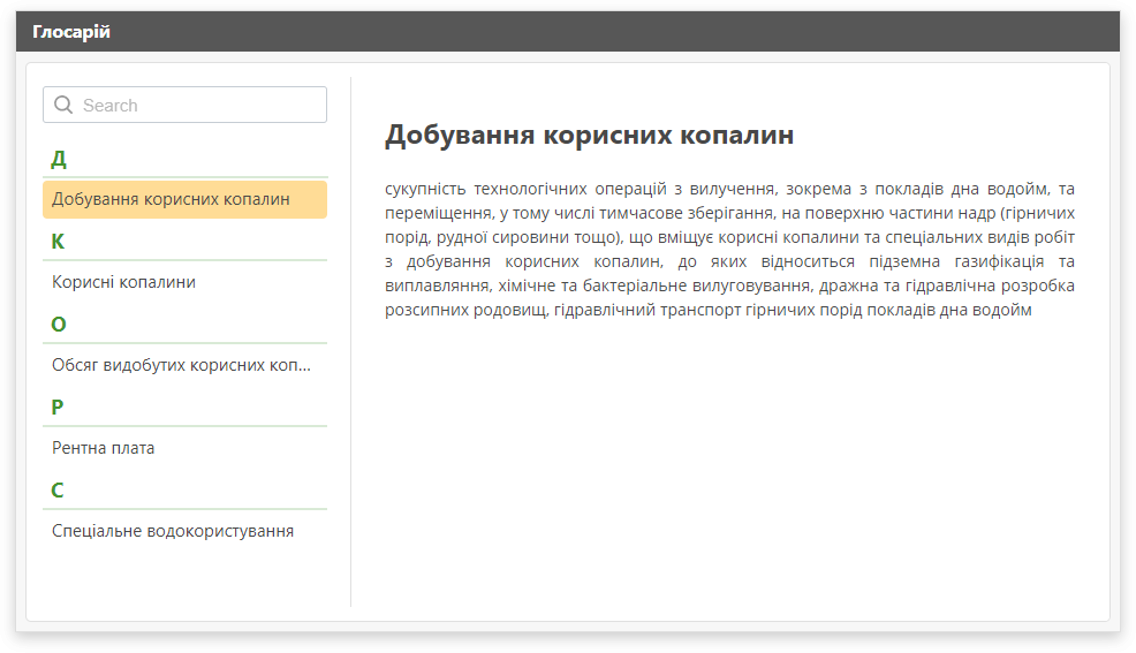 Глосарій
Search
Д
Добування корисних копалин
К
Корисні копалини
О
Обсяг видобутих корисних коп...
Р
Рентна плата
С
Спеціальне водокористування
Добування корисних копалин
сукупність технологічних операцій з вилучення, зокрема з покладів дна водойм, та
переміщення, у тому числі тимчасове зберігання, на поверхню частини надр (гірничих
порід, рудної сировини тощо), що вміщує корисні копалини та спеціальних видів робіт
з добування корисних копалин, до яких відноситься підземна газифікація та
виплавляння, хімічне та бактеріальне вилуговування, дражна та гідравлічна розробка
розсипних родовищ, гідравлічний транспорт гірничих порід покладів дна водойм